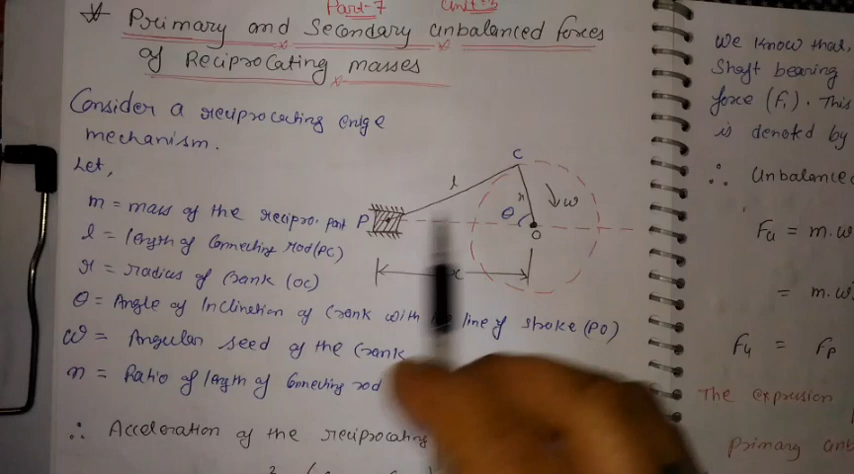 Part-7 Unit-3
* Primary and Secondary unbalanced forces
of Reciprocating masses
Consider a reciprocating enige
mechanism.
Let,
m = mass of the recipro. part
l = length of Connecting rod (PC)
r = radius of Crank (OC)
θ = Angle of Inclination of Crank with line of stroke (PO)
ω = Angular seed of the Crank
n = Ratio of length of Connecting rod
∴ Acceleration of the reciprocating
P
l
C
r
θ
ω
O
x
We know that,
Shaft bearing
force (F₁). This
is denoted by
∴ Unbalance
Fu = m.ω
= m.ω
Fu = Fp
The expression
primary unb